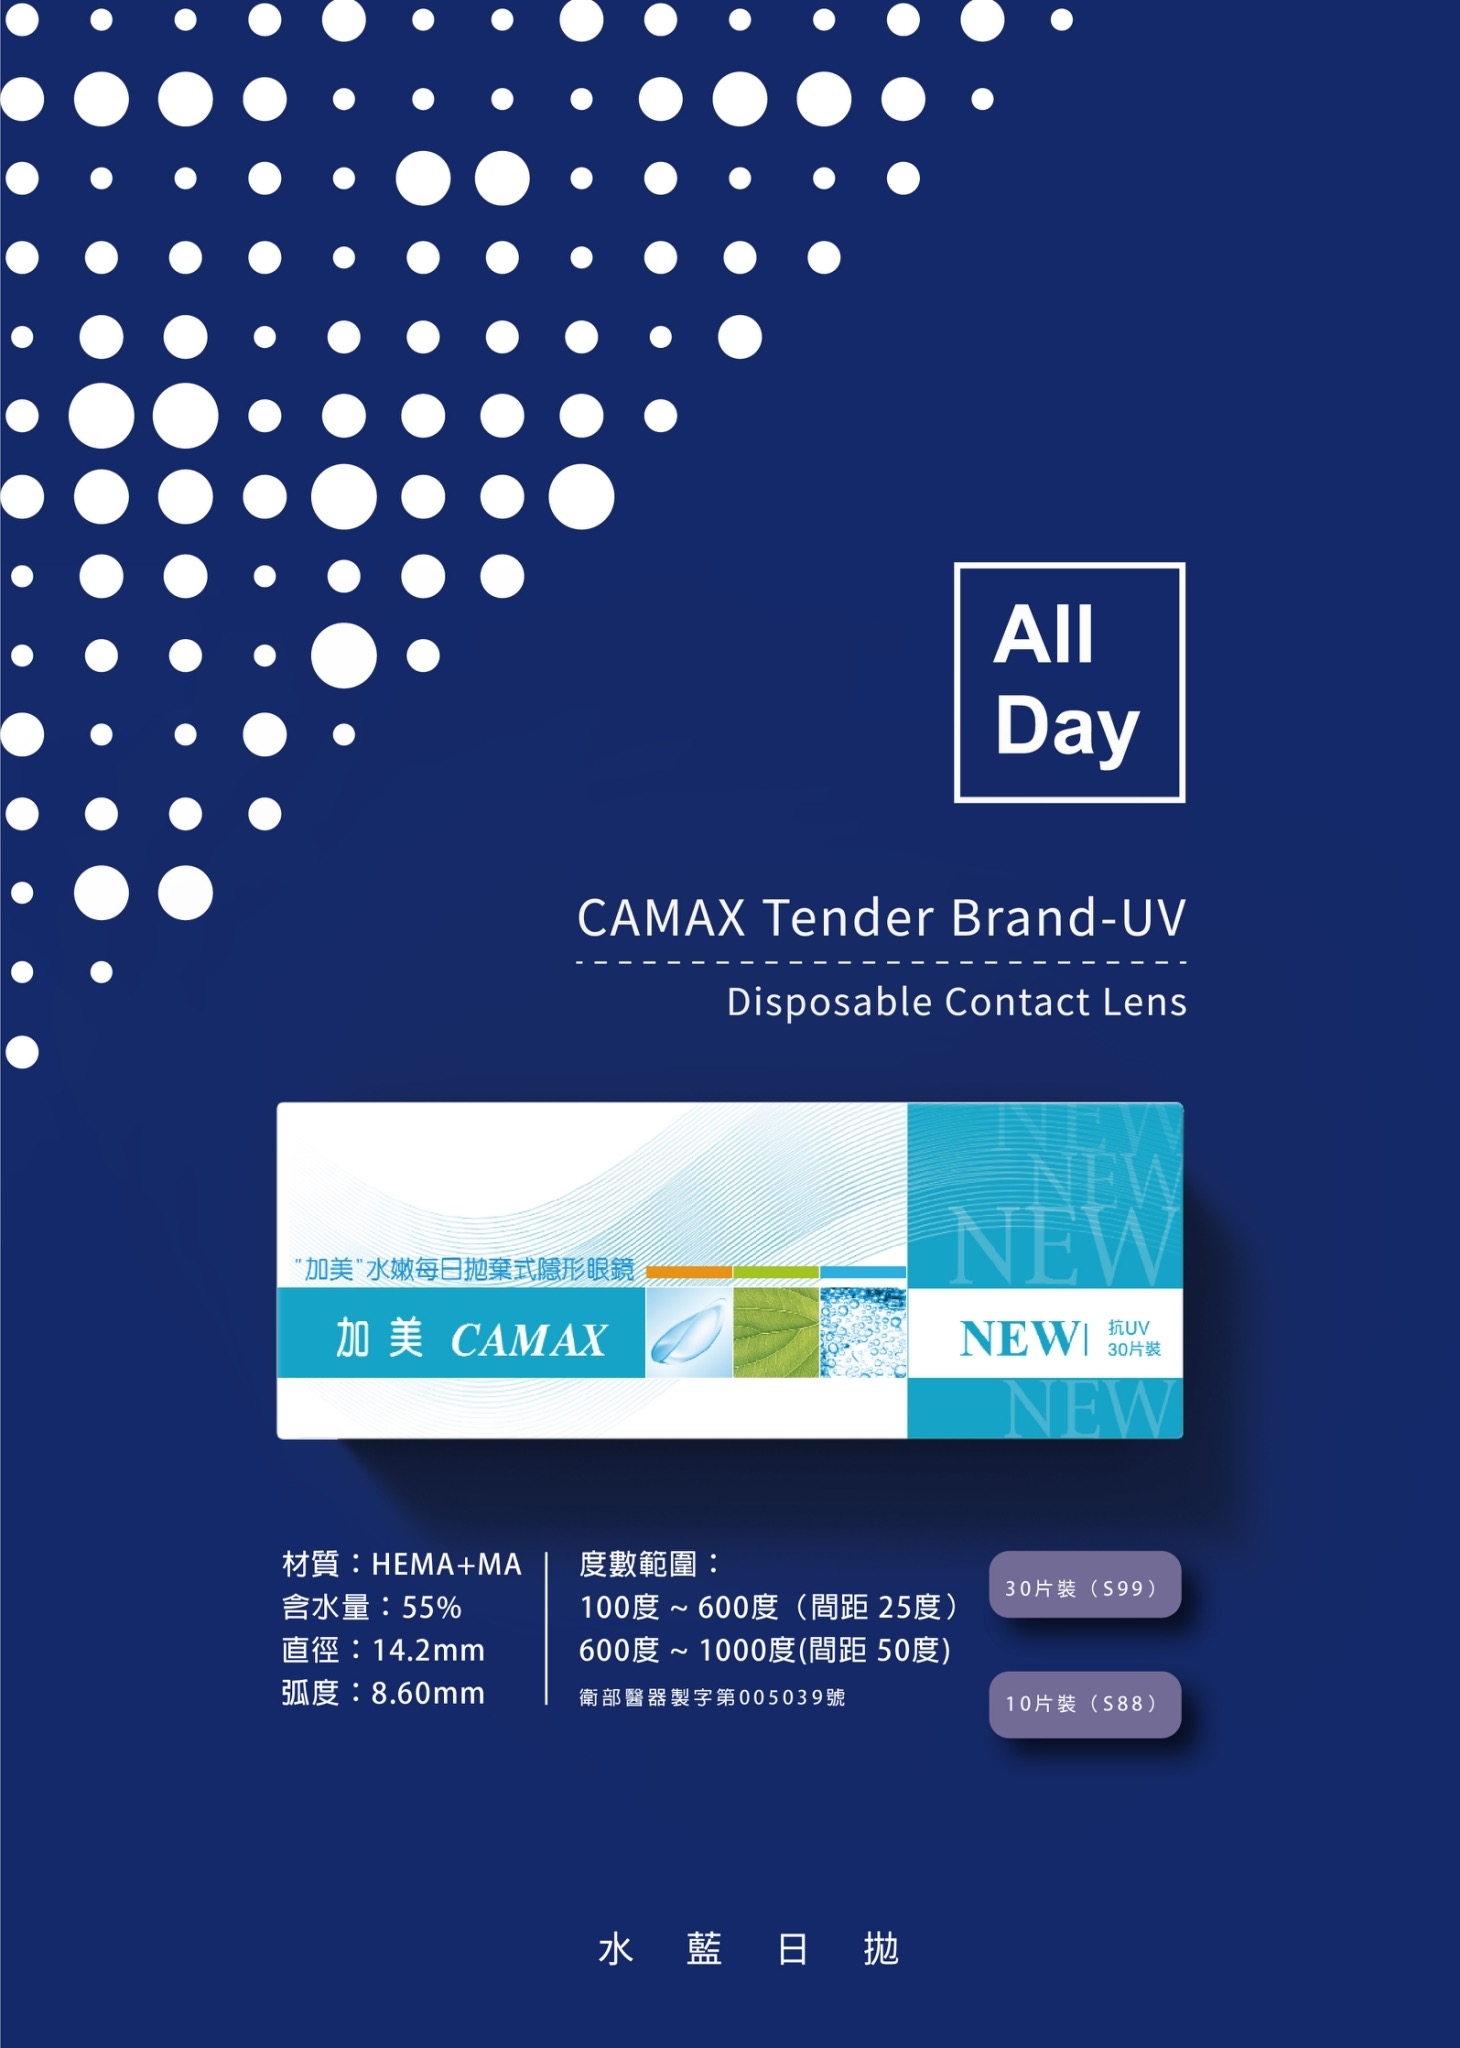 All
Day
CAMAX Tender Brand-UV
Disposable Contact Lens
NEW
NEW
NEW
"加美"水嫩每日拋棄式隱形眼鏡
加美 CAMAX
NEW
抗UV
30片裝
NEW
材質：HEMA+MA
含水量：55%
直徑：14.2mm
弧度：8.60mm
度數範圍：
100度 ~ 600度（間距 25度）
600度 ~ 1000度(間距 50度)
衛部醫器製字第005039號
30片裝（S99）
10片裝（S88）
水藍日拋